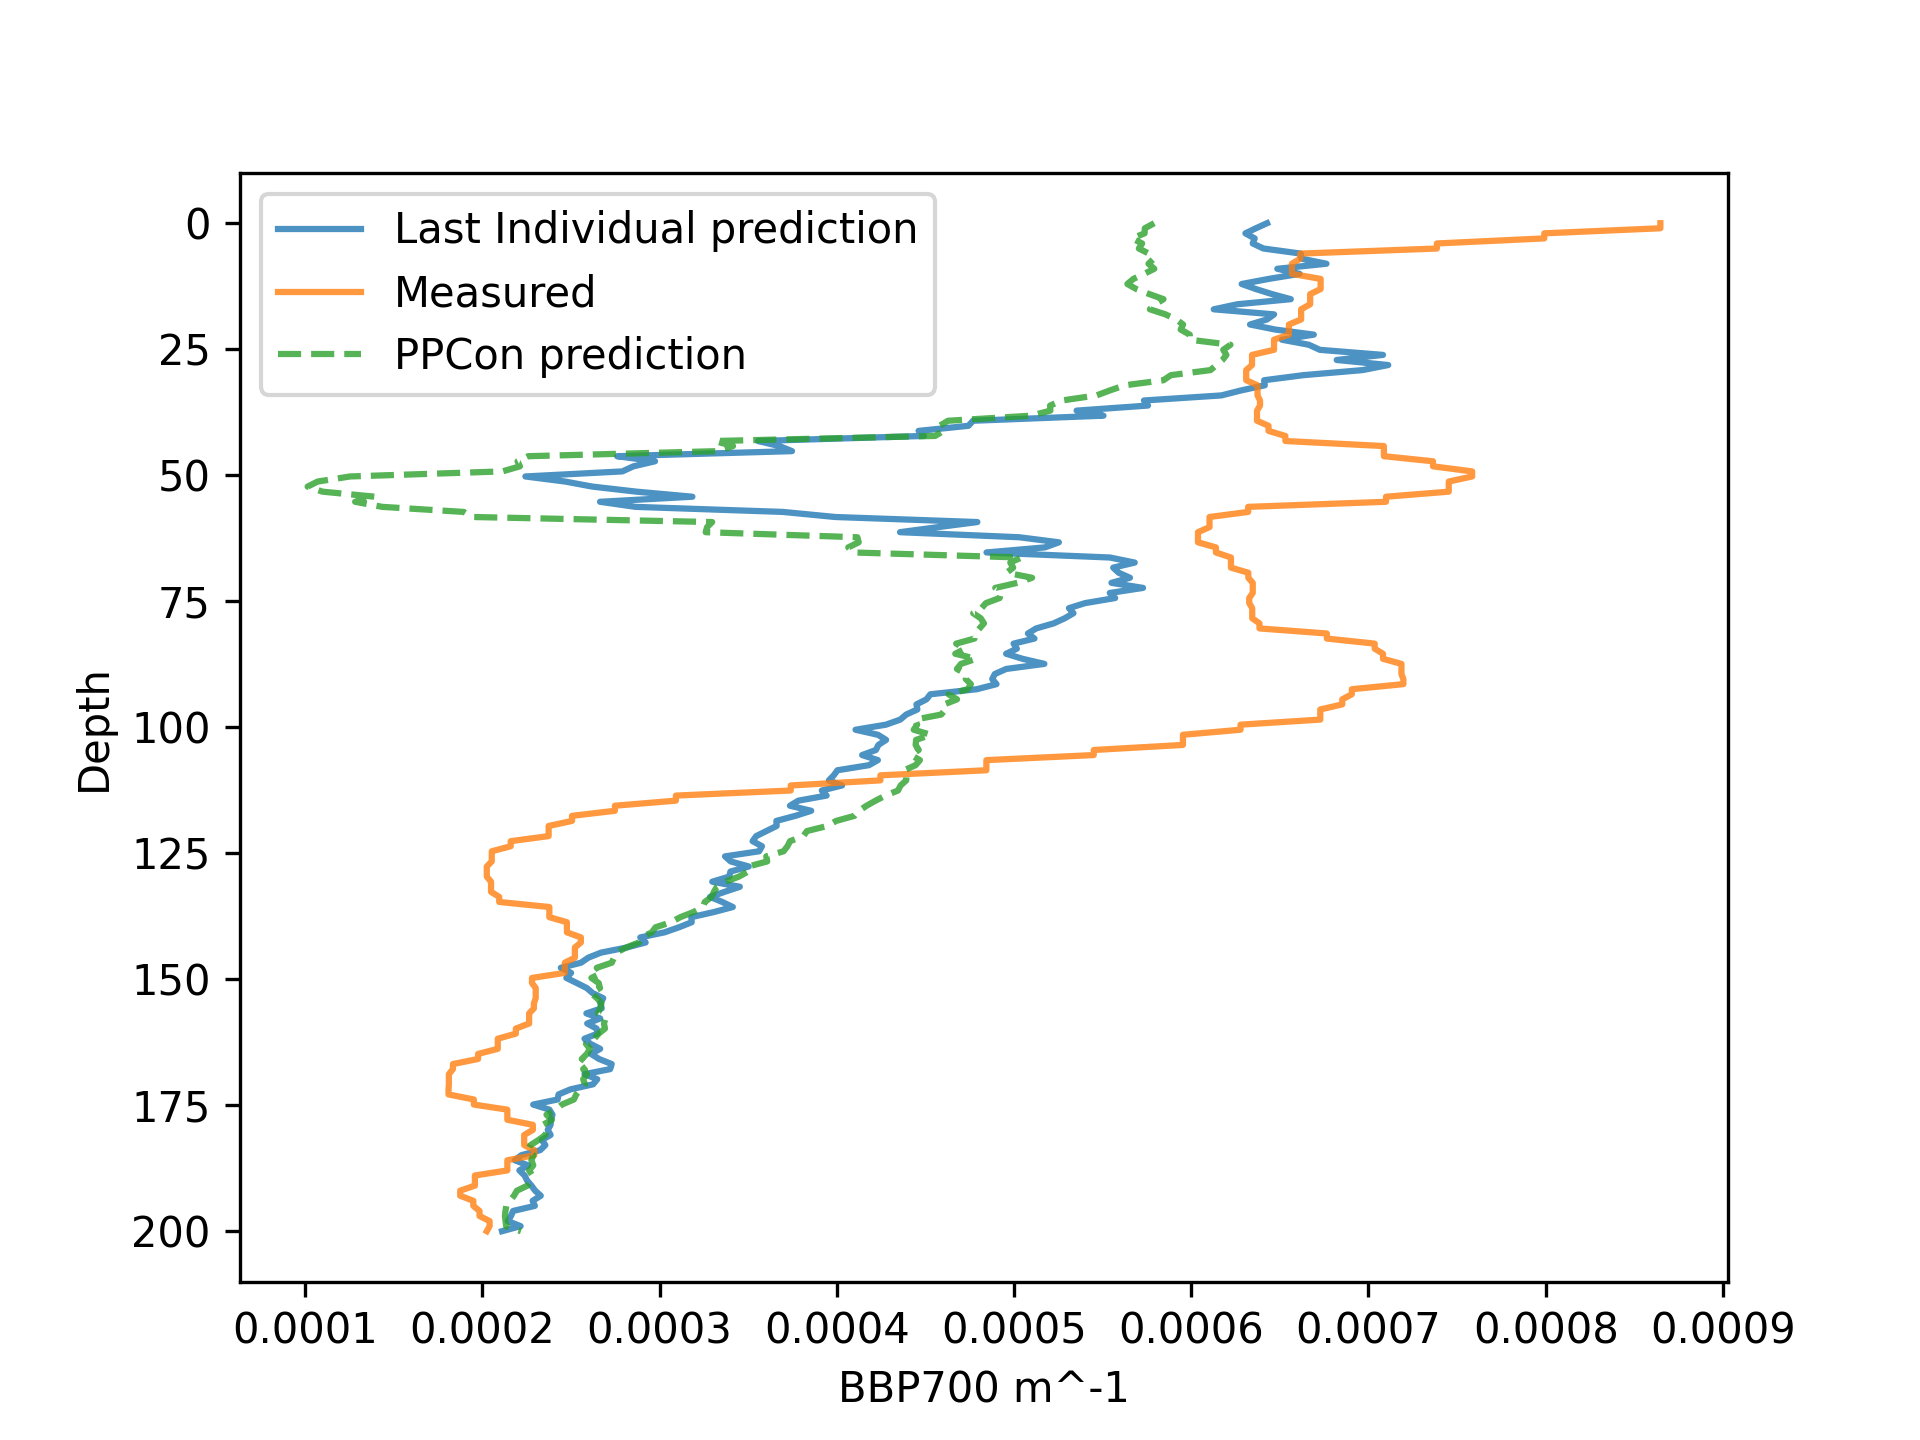 Last Individual prediction
Measured
PPCon prediction
0
25
50
75
100
125
150
175
200
Depth
0.0001 0.0002 0.0003 0.0004 0.0005 0.0006 0.0007 0.0008 0.0009
BBP700 m^-1